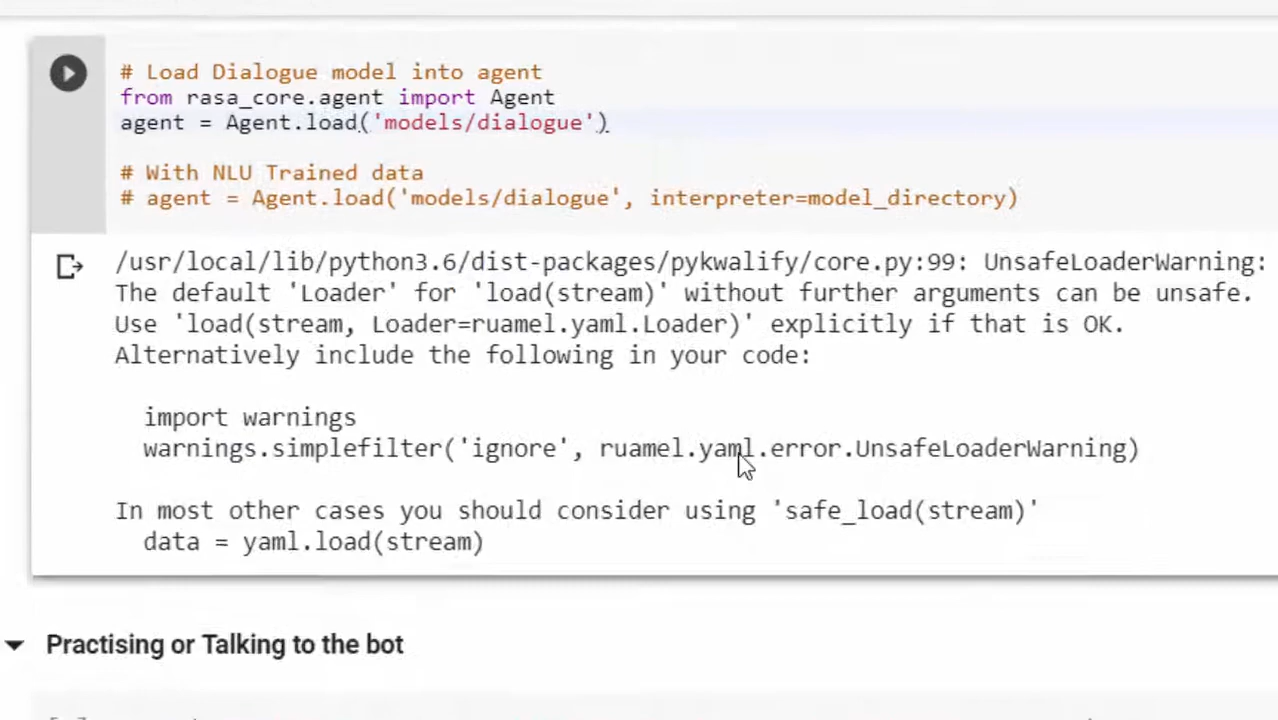 # Load Dialogue model into agent
from rasa_core.agent import Agent
agent = Agent.load('models/dialogue')
# With NLU Trained data
# agent = Agent.load('models/dialogue', interpreter=model_directory)
/usr/local/lib/python3.6/dist-packages/pykwalify/core.py:99: UnsafeLoaderWarning:
The default 'Loader' for 'load(stream)' without further arguments can be unsafe.
Use 'load(stream, Loader=ruamel.yaml.Loader)' explicitly if that is OK.
Alternatively include the following in your code:
import warnings
warnings.simplefilter('ignore', ruamel.yaml.error.UnsafeLoaderWarning)
In most other cases you should consider using 'safe_load(stream)'
data = yaml.load(stream)
Practising or Talking to the bot